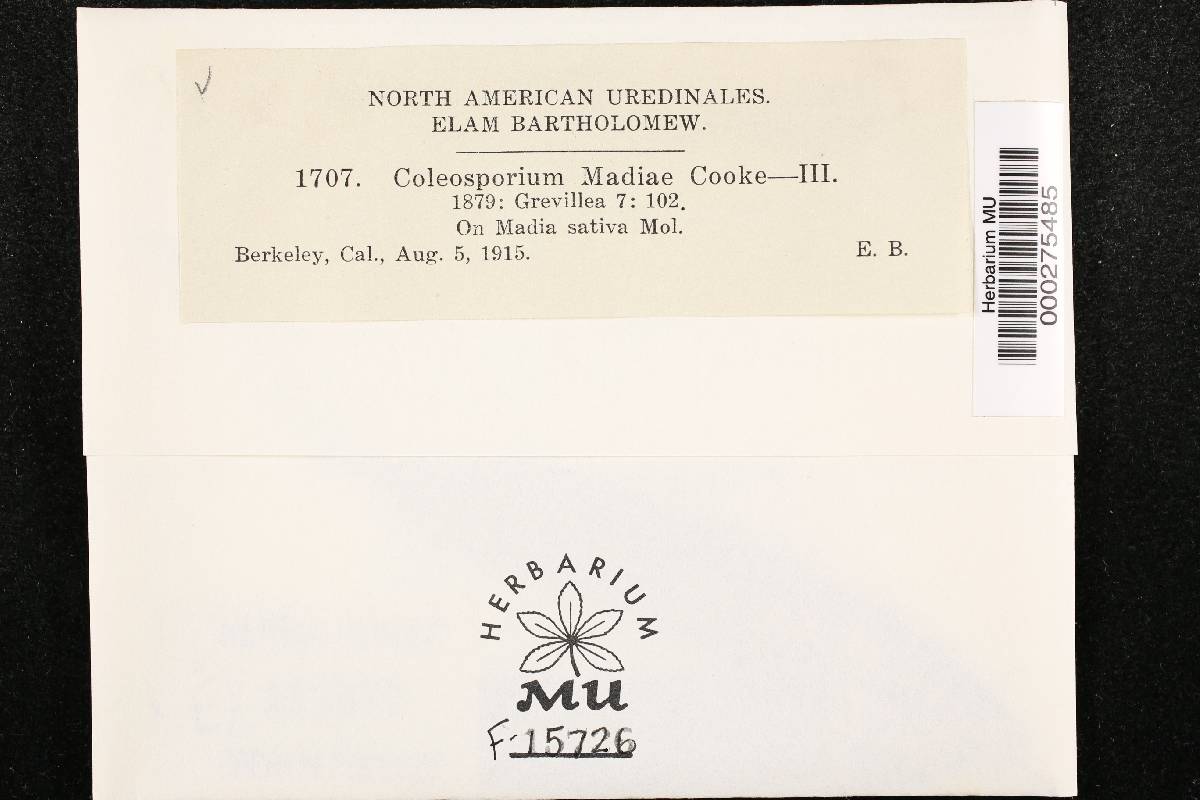 NORTH AMERICAN UREDINALES.
ELAM BARTHOLOMEW.
1707. Coleosporium Madiae Cooke—III.
1879: Grevillea 7: 102.
On Madia sativa Mol.
Berkeley, Cal., Aug. 5, 1915. E. B.
Herbarium MU
000275485
HERBARIUM
MU
F-15726